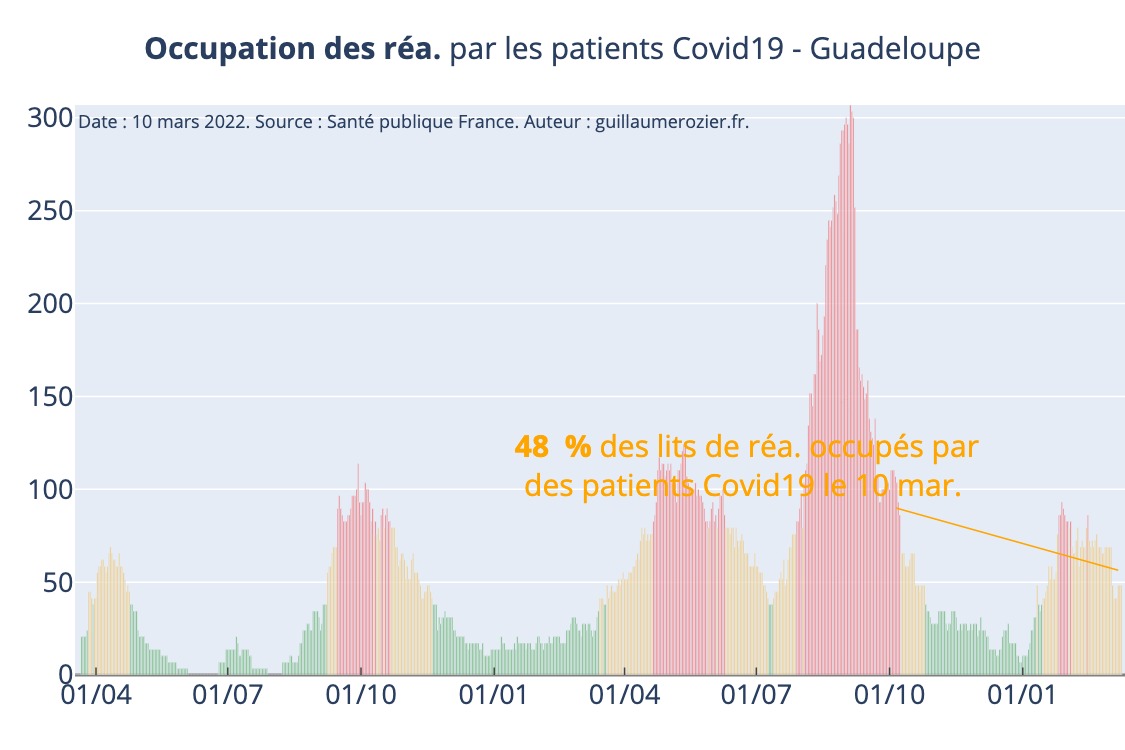 Occupation des réa. par les patients Covid19 - Guadeloupe
300
Date : 10 mars 2022. Source : Santé publique France. Auteur : guillaumerozier.fr.
250
200
150
48 % des lits de réa. occupés par
des patients Covid19 le 10 mar.
100
50
0
01/04 01/07 01/10 01/01 01/04 01/07 01/10 01/01